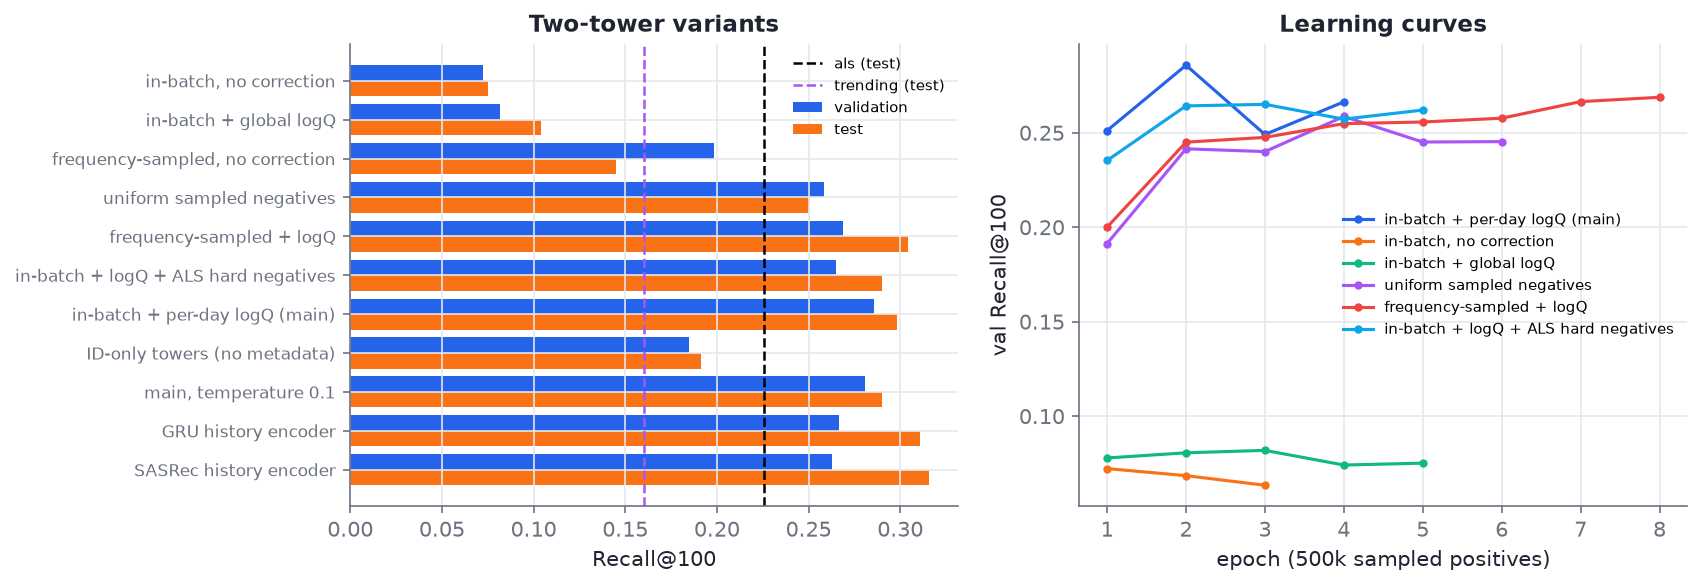 Two-tower variants
in-batch, no correction
in-batch + global logQ
frequency-sampled, no correction
uniform sampled negatives
frequency-sampled + logQ
in-batch + logQ + ALS hard negatives
in-batch + per-day logQ (main)
ID-only towers (no metadata)
main, temperature 0.1
GRU history encoder
SASRec history encoder
als (test)
trending (test)
validation
test
0.00 0.05 0.10 0.15 0.20 0.25 0.30
Recall@100
Learning curves
val Recall@100
0.25
0.20
0.15
0.10
in-batch + per-day logQ (main)
in-batch, no correction
in-batch + global logQ
uniform sampled negatives
frequency-sampled + logQ
in-batch + logQ + ALS hard negatives
1 2 3 4 5 6 7 8
epoch (500k sampled positives)